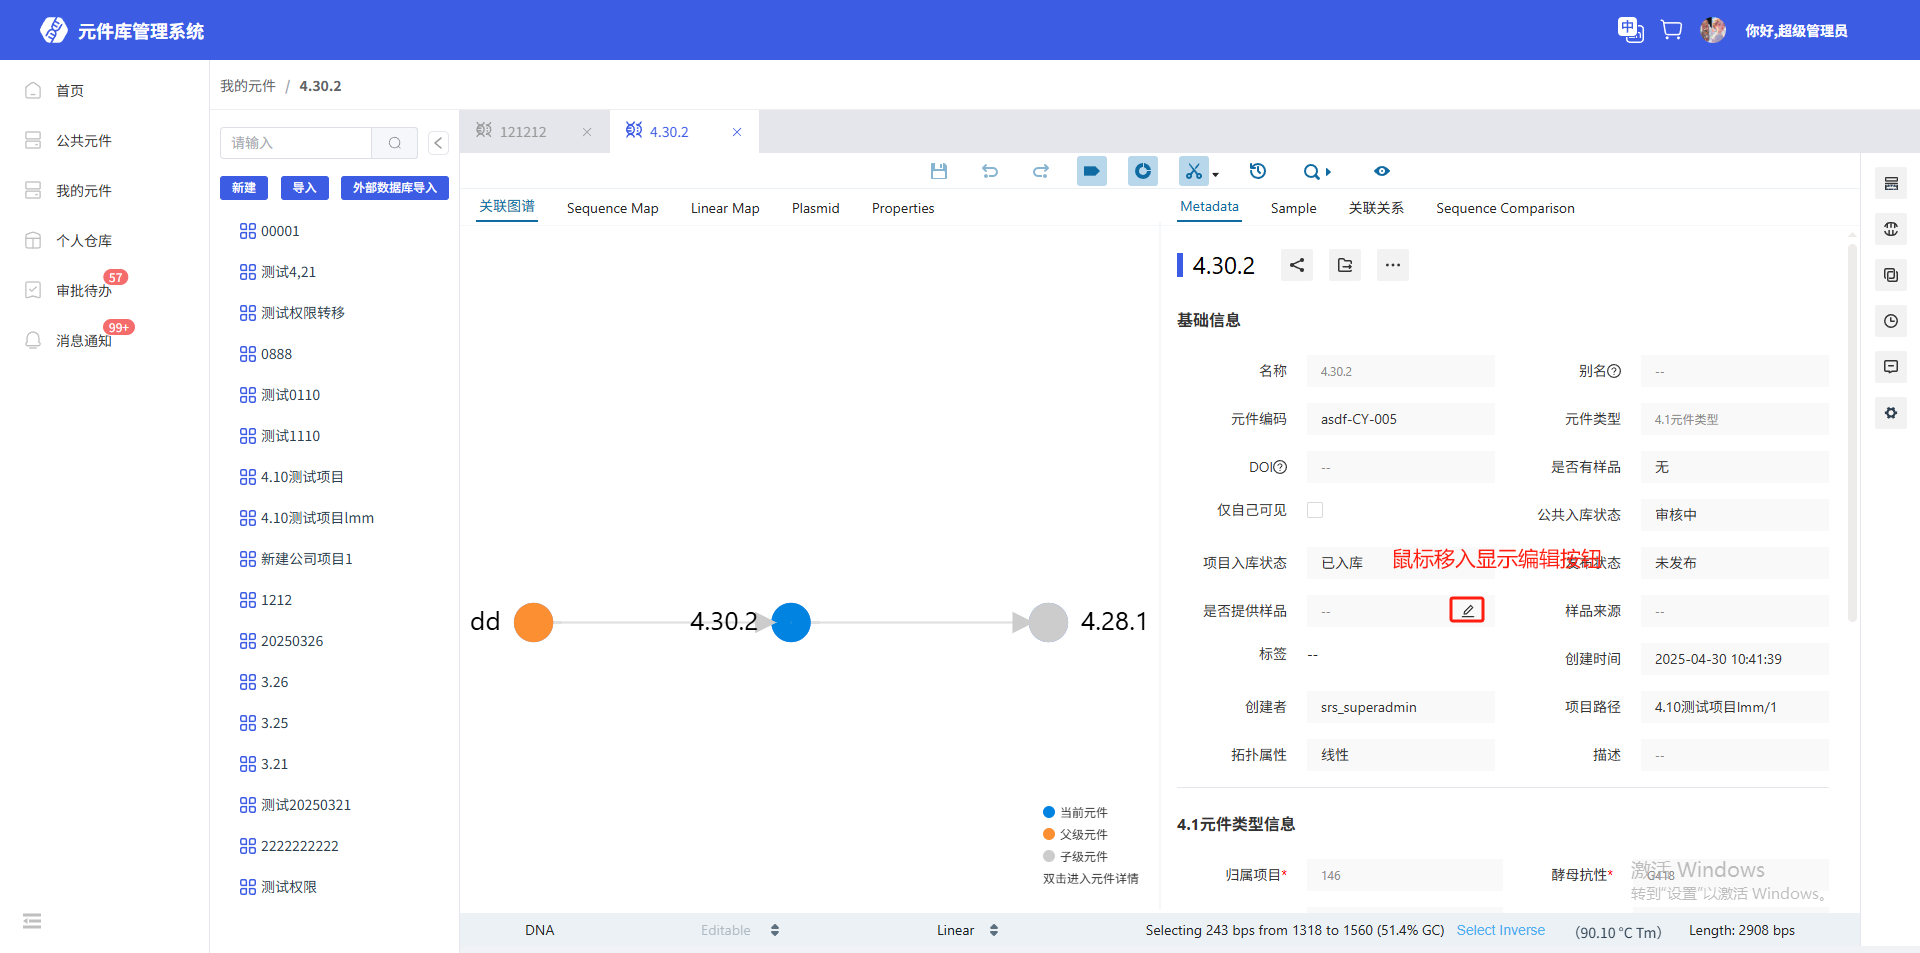 元件库管理系统
中
你好,超级管理员
首页
公共元件
我的元件
个人仓库
审批待办
57
消息通知
99+
我的元件 / 4.30.2
请输入
新建
导入
外部数据库导入
00001
测试4,21
测试权限转移
0888
测试0110
测试1110
4.10测试项目
4.10测试项目lmm
新建公司项目1
1212
20250326
3.26
3.25
3.21
测试20250321
2222222222
测试权限
121212
4.30.2
关联图谱
Sequence Map
Linear Map
Plasmid
Properties
dd
4.30.2
4.28.1
当前元件
父级元件
子级元件
双击进入元件详情
Metadata
Sample
关联关系
Sequence Comparison
4.30.2
基础信息
名称 4.30.2
别名 --
元件编码 asdf-CY-005
元件类型 4.1元件类型
DOI --
是否有样品 无
仅自己可见
公共入库状态 审核中
项目入库状态 已入库
鼠标移入显示编辑按钮
发布状态 未发布
是否提供样品 --
样品来源 --
标签 --
创建时间 2025-04-30 10:41:39
创建者 srs_superadmin
项目路径 4.10测试项目lmm/1
拓扑属性 线性
描述 --
4.1元件类型信息
归属项目* 146
酵母抗性* G418
激活 Windows
转到"设置"以激活 Windows。
DNA
Editable
Linear
Selecting 243 bps from 1318 to 1560 (51.4% GC)
Select Inverse
(90.10 °C Tm)
Length: 2908 bps